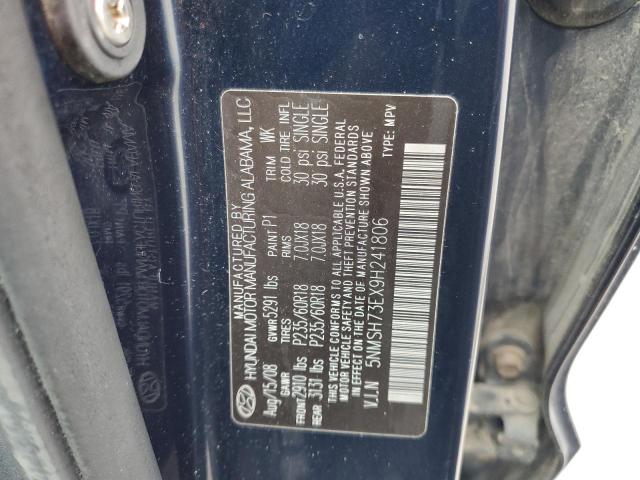 MANUFACTURED BY
HYUNDAI MOTOR MANUFACTURING ALABAMA, LLC
Aug/15/08 GVWR 5291 lbs PAINT P1 TRIM WK
GAWR TIRES RIMS COLD TIRE INFL
FRONT 2910 lbs P235/60R18 7.0JX18 30 psi SINGLE
REAR 3131 lbs P235/60R18 7.0JX18 30 psi SINGLE
THIS VEHICLE CONFORMS TO ALL APPLICABLE U.S.A. FEDERAL
MOTOR VEHICLE SAFETY AND THEFT PREVENTION STANDARDS
IN EFFECT ON THE DATE OF MANUFACTURE SHOWN ABOVE
V.I.N 5NMSH73EX9H241806 TYPE: MPV